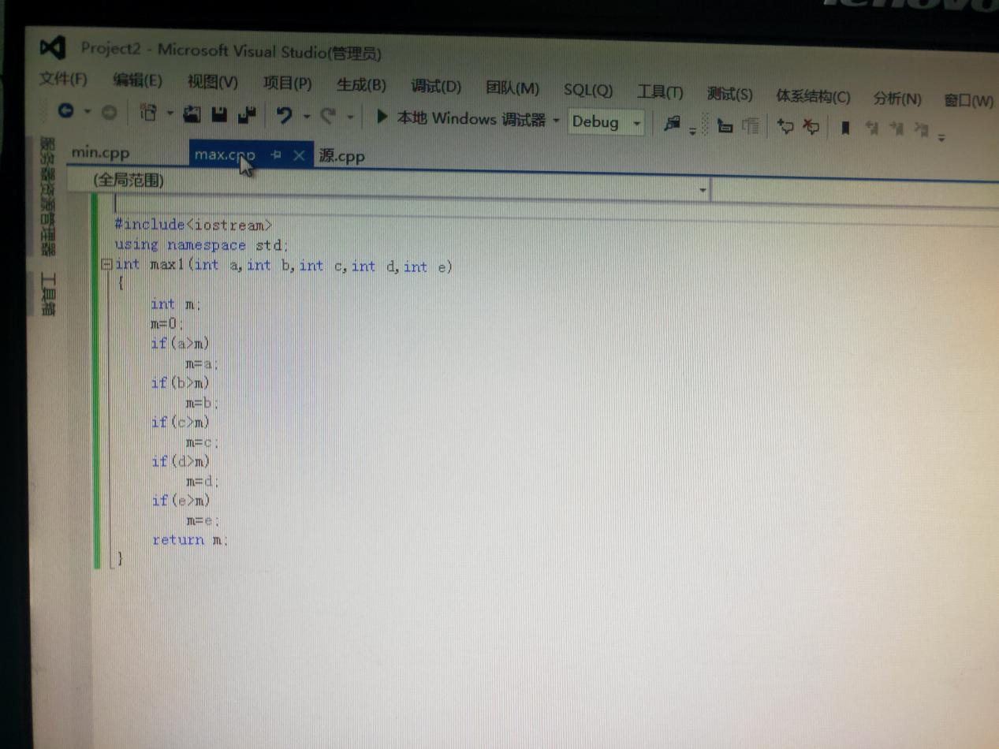 lenovo
Project2 - Microsoft Visual Studio(管理员)
文件(F) 编辑(E) 视图(V) 项目(P) 生成(B) 调试(D) 团队(M) SQL(Q) 工具(T) 测试(S) 体系结构(C) 分析(N) 窗口(W)
本地 Windows 调试器 Debug
min.cpp max.cpp 源.cpp
(全局范围)
服务器资源管理器
工具箱
#include<iostream>
using namespace std;
int max1(int a,int b,int c,int d,int e)
{
int m;
m=0;
if(a>m)
m=a;
if(b>m)
m=b;
if(c>m)
m=c;
if(d>m)
m=d;
if(e>m)
m=e;
return m;
}